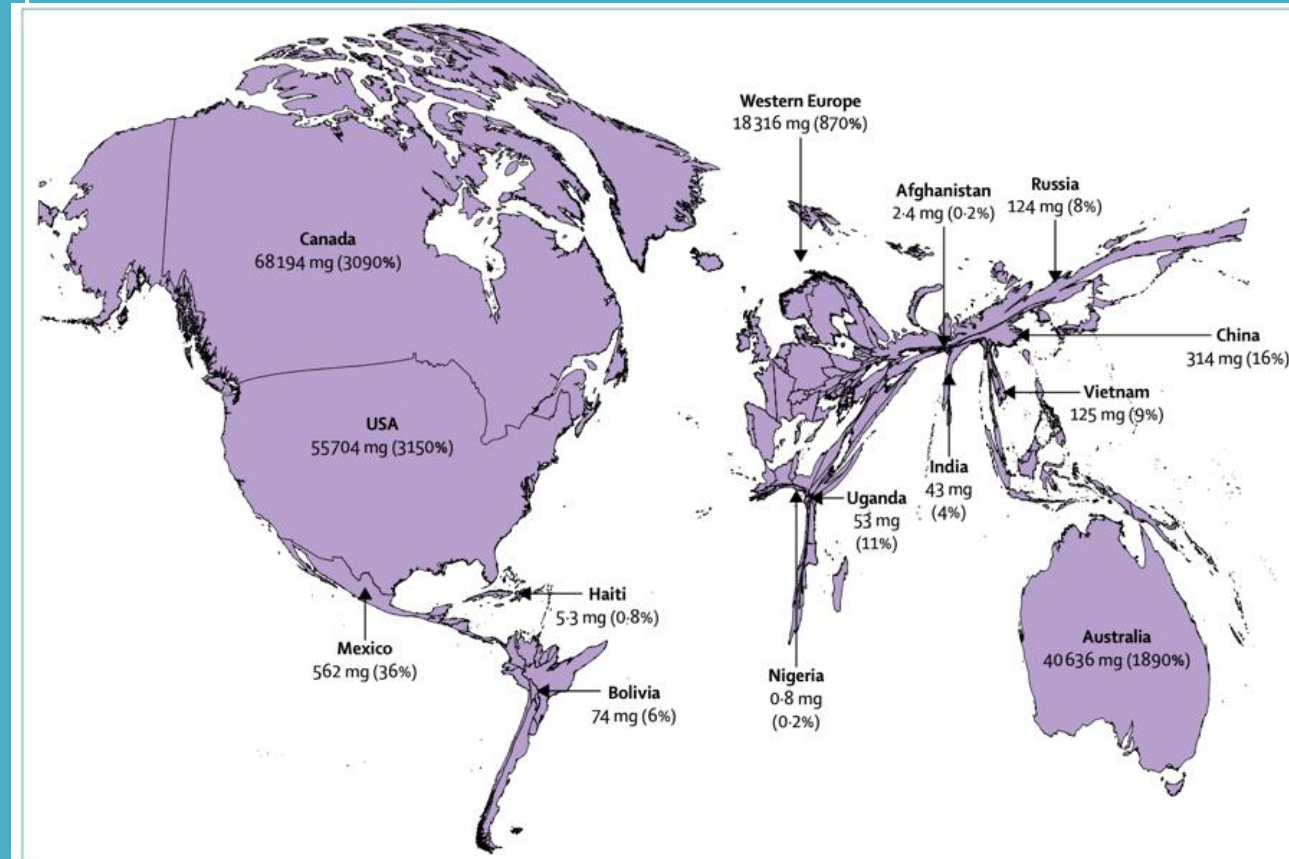 Western Europe
18 316 mg (870%)
Afghanistan
2·4 mg (0·2%)
Russia
124 mg (8%)
Canada
68 194 mg (3090%)
China
314 mg (16%)
USA
55704 mg (3150%)
Vietnam
125 mg (9%)
India
43 mg
(4%)
Uganda
53 mg
(11%)
Haiti
5·3 mg (0·8%)
Mexico
562 mg (36%)
Bolivia
74 mg (6%)
Nigeria
0·8 mg
(0·2%)
Australia
40 636 mg (1890%)